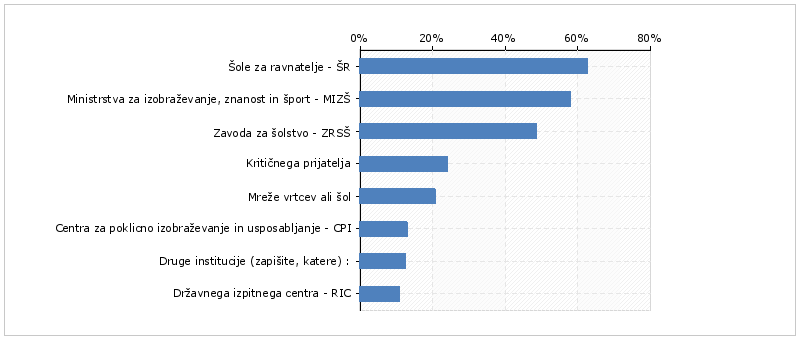 0% 20% 40% 60% 80%
Šole za ravnatelje - ŠR
Ministrstva za izobraževanje, znanost in šport - MIZŠ
Zavoda za šolstvo - ZRSŠ
Kritičnega prijatelja
Mreže vrtcev ali šol
Centra za poklicno izobraževanje in usposabljanje - CPI
Druge institucije (zapišite, katere) :
Državnega izpitnega centra - RIC